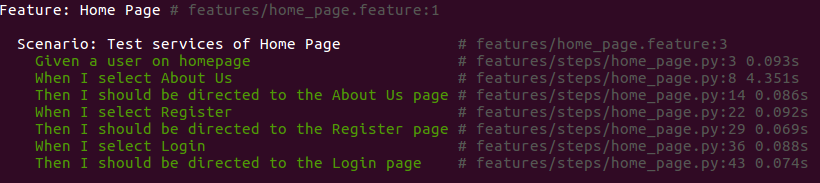 Feature: Home Page # features/home_page.feature:1
Scenario: Test services of Home Page # features/home_page.feature:3
Given a user on homepage # features/steps/home_page.py:3 0.093s
When I select About Us # features/steps/home_page.py:8 4.351s
Then I should be directed to the About Us page # features/steps/home_page.py:14 0.086s
When I select Register # features/steps/home_page.py:22 0.092s
Then I should be directed to the Register page # features/steps/home_page.py:29 0.069s
When I select Login # features/steps/home_page.py:36 0.088s
Then I should be directed to the Login page # features/steps/home_page.py:43 0.074s